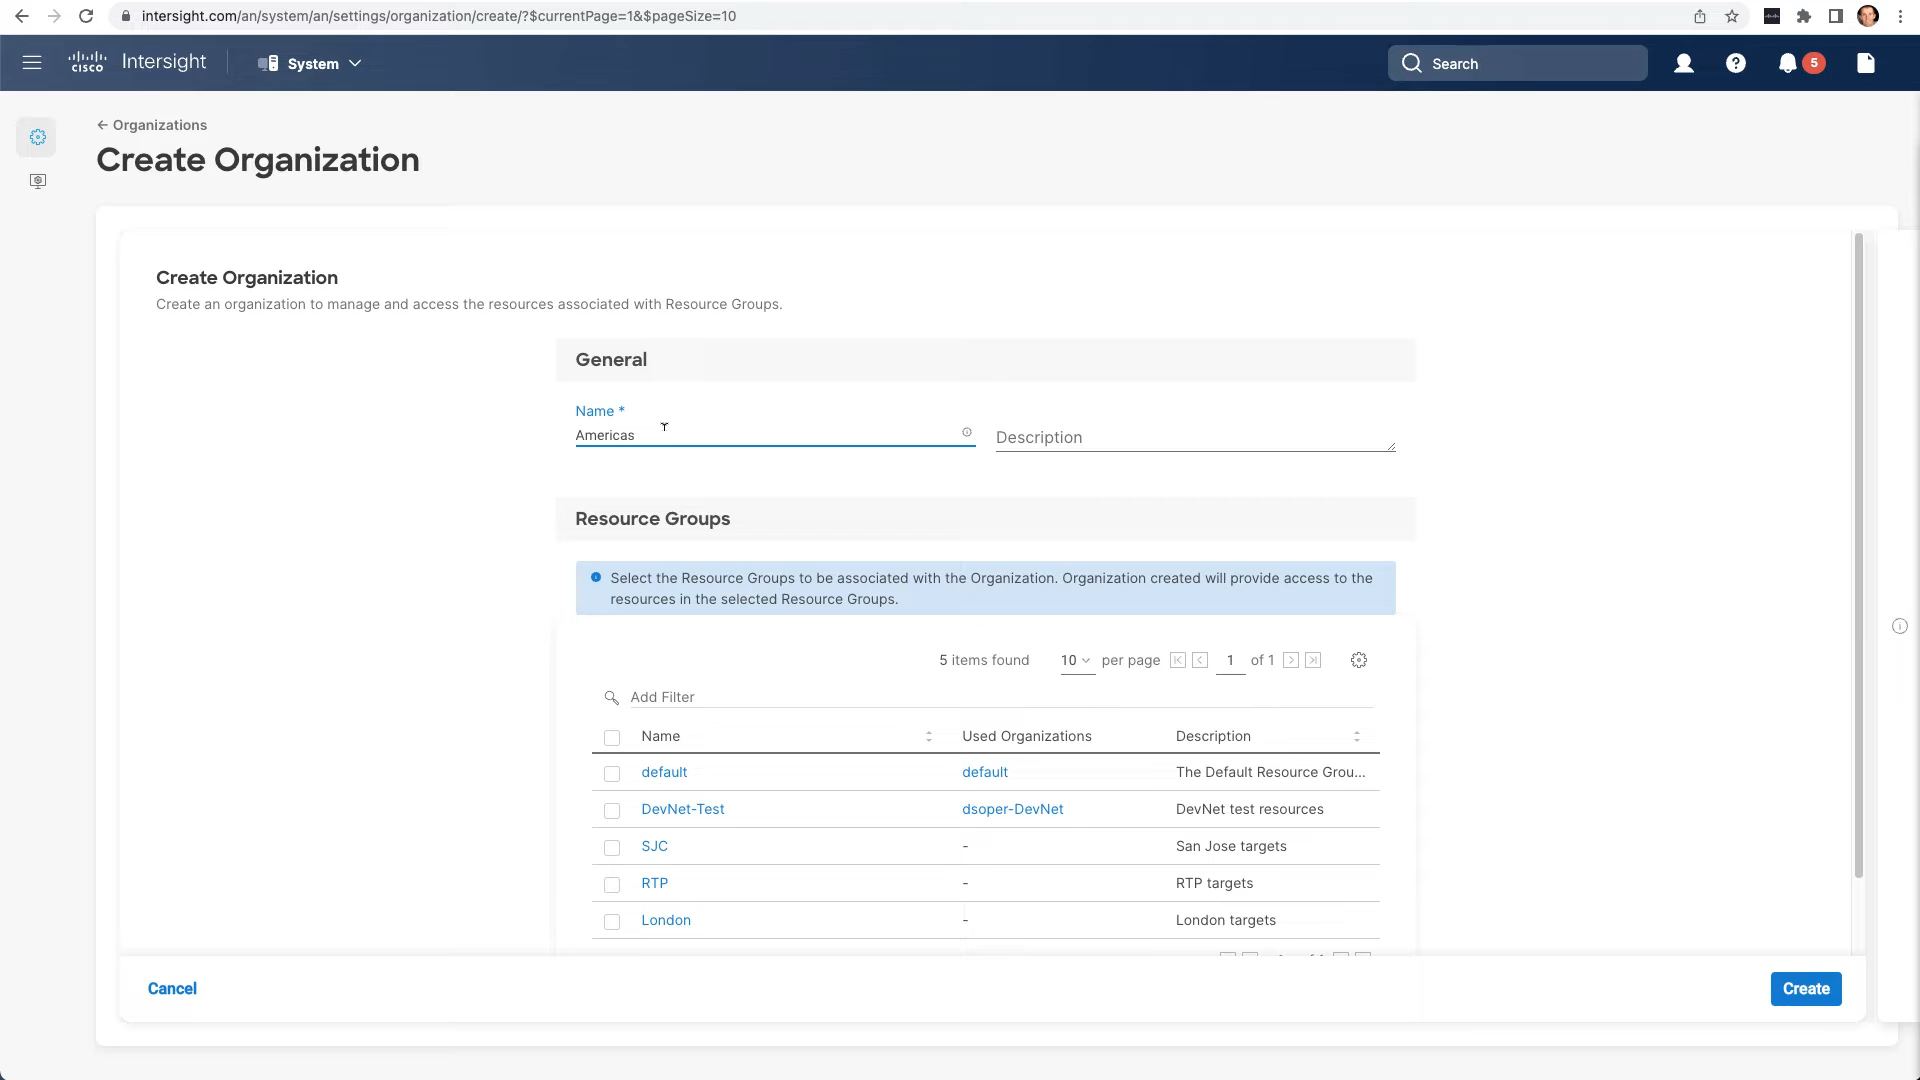 intersight.com/an/system/an/settings/organization/create/?$currentPage=1&$pageSize=10
cisco Intersight System Search 5
← Organizations
Create Organization
Create Organization
Create an organization to manage and access the resources associated with Resource Groups.
General
Name *
Americas
Description
Resource Groups
Select the Resource Groups to be associated with the Organization. Organization created will provide access to the
resources in the selected Resource Groups.
5 items found 10 per page 1 of 1
Add Filter
Name Used Organizations Description
default default The Default Resource Grou...
DevNet-Test dsoper-DevNet DevNet test resources
SJC - San Jose targets
RTP - RTP targets
London - London targets
Cancel Create